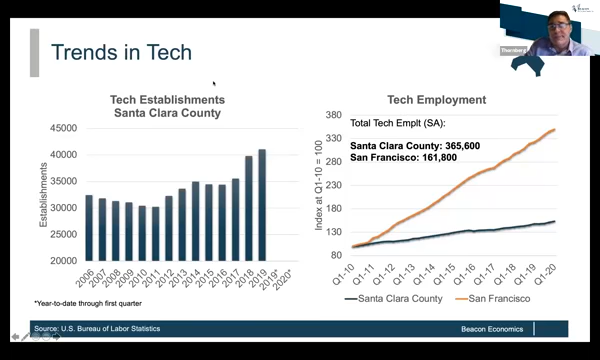 Trends in Tech
Thornberg
Tech Establishments
Santa Clara County
45000
40000
35000
30000
25000
20000
Establishments
2006
2007
2008
2009
2010
2011
2012
2013
2014
2015
2016
2017
2018
2019
2019*
2020*
*Year-to-date through first quarter
Tech Employment
Total Tech Emplt (SA):
Santa Clara County: 365,600
San Francisco: 161,800
380
330
280
230
180
130
80
Index at Q1-10 = 100
Q1-10
Q1-11
Q1-12
Q1-13
Q1-14
Q1-15
Q1-16
Q1-17
Q1-18
Q1-19
Q1-20
Santa Clara County
San Francisco
Source: U.S. Bureau of Labor Statistics
Beacon Economics